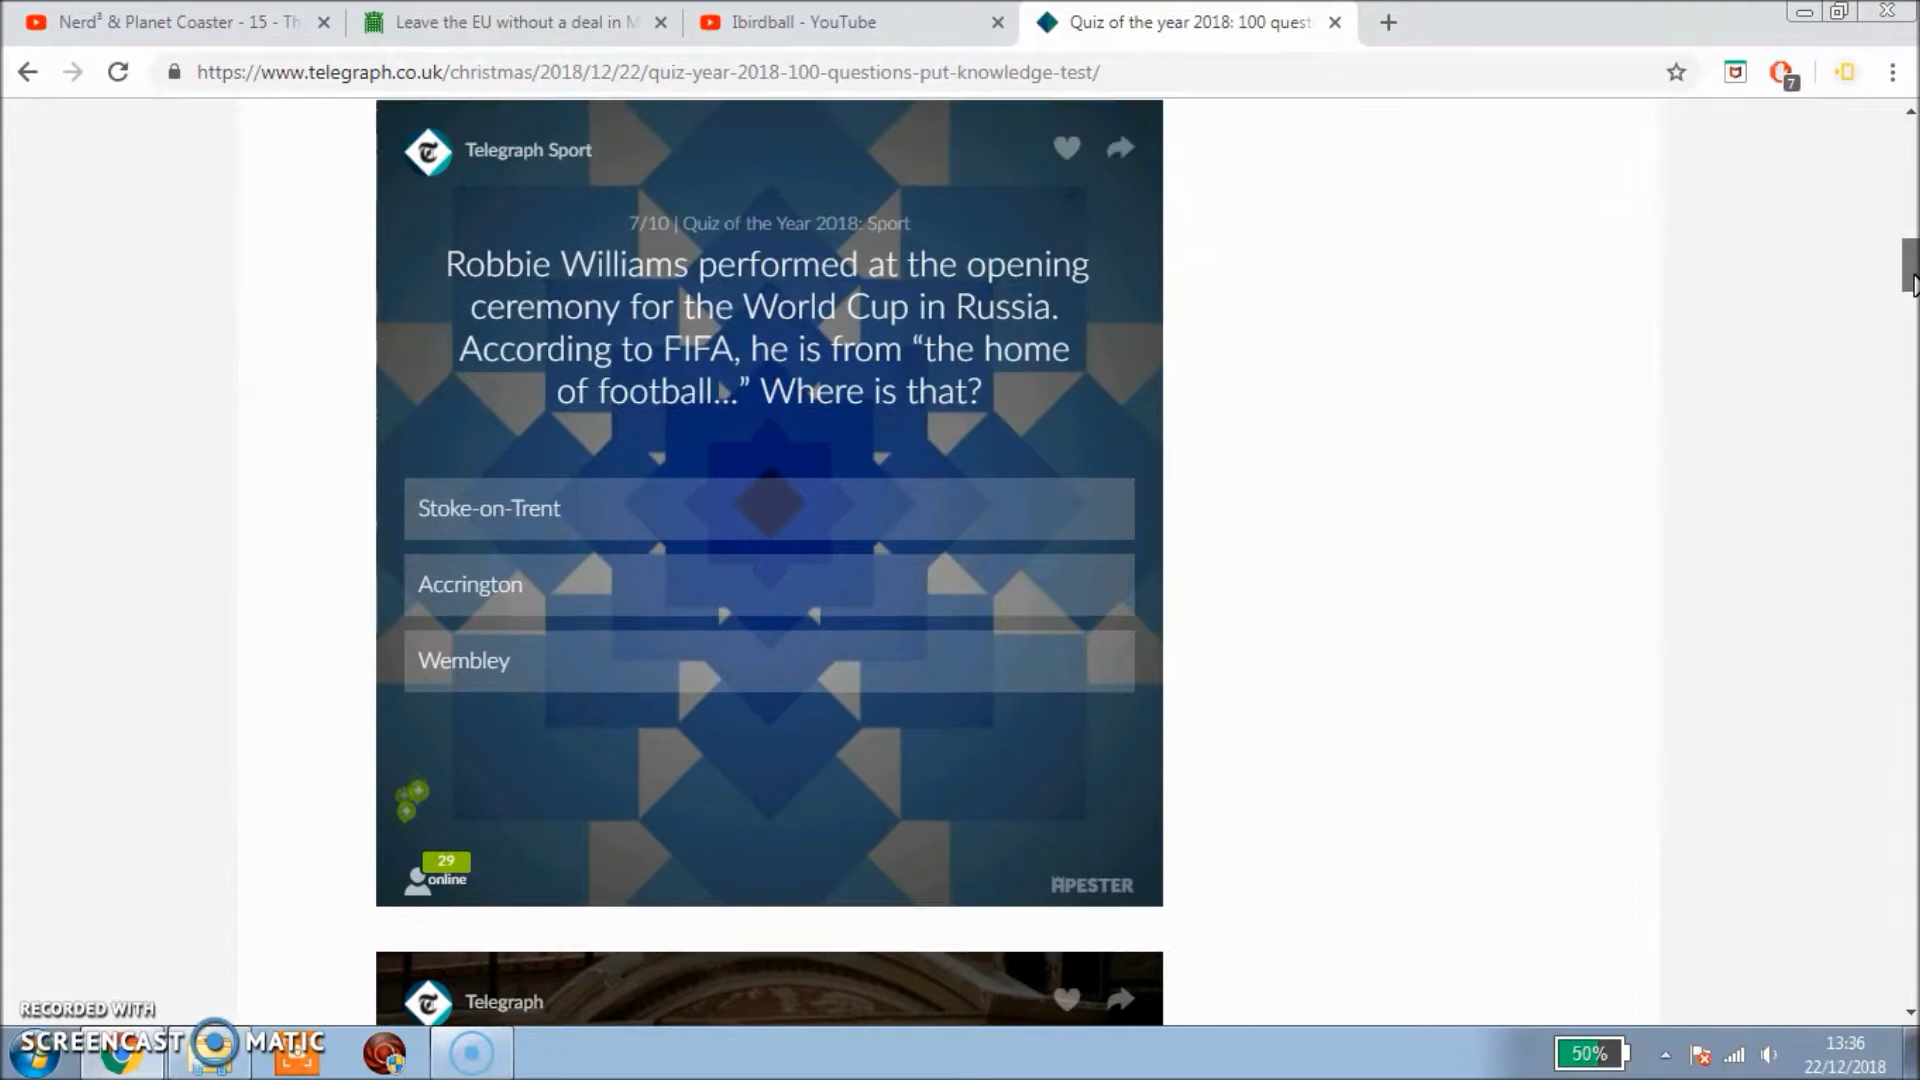 Nerd³ & Planet Coaster - 15 - Th
Leave the EU without a deal in M
Ibirdball - YouTube
Quiz of the year 2018: 100 quest
https://www.telegraph.co.uk/christmas/2018/12/22/quiz-year-2018-100-questions-put-knowledge-test/
7
Telegraph Sport
7/10 | Quiz of the Year 2018: Sport
Robbie Williams performed at the opening
ceremony for the World Cup in Russia.
According to FIFA, he is from “the home
of football...” Where is that?
Stoke-on-Trent
Accrington
Wembley
29
online
APESTER
Telegraph
RECORDED WITH
SCREENCAST MATIC
50%
13:36
22/12/2018